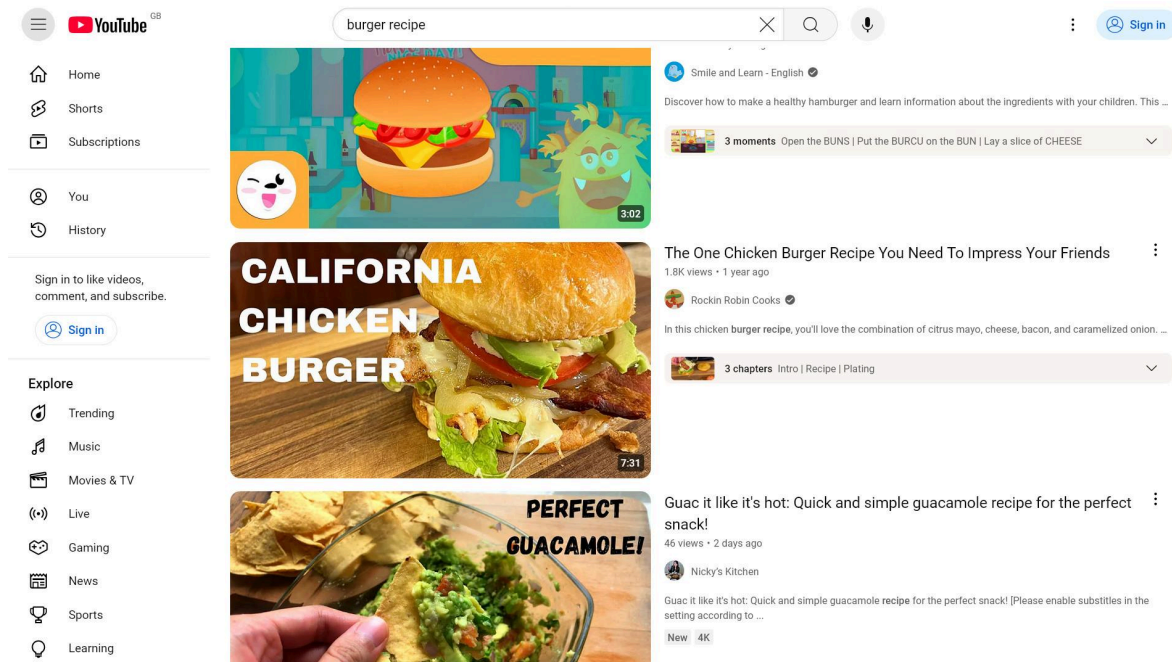 YouTube GB
burger recipe
Sign in
Home
Shorts
Subscriptions
You
History
Sign in to like videos,
comment, and subscribe.
Sign in
Explore
Trending
Music
Movies & TV
Live
Gaming
News
Sports
Learning
3:02
Smile and Learn - English
Discover how to make a healthy hamburger and learn information about the ingredients with your children. This ...
3 moments Open the BUNS | Put the BURCU on the BUN | Lay a slice of CHEESE
CALIFORNIA
CHICKEN
BURGER
7:31
The One Chicken Burger Recipe You Need To Impress Your Friends
1.8K views • 1 year ago
Rockin Robin Cooks
In this chicken burger recipe, you'll love the combination of citrus mayo, cheese, bacon, and caramelized onion. ...
3 chapters Intro | Recipe | Plating
PERFECT
GUACAMOLE!
Guac it like it's hot: Quick and simple guacamole recipe for the perfect
snack!
46 views • 2 days ago
Nicky's Kitchen
Guac it like it's hot: Quick and simple guacamole recipe for the perfect snack! [Please enable substitles in the
setting according to ...
New 4K